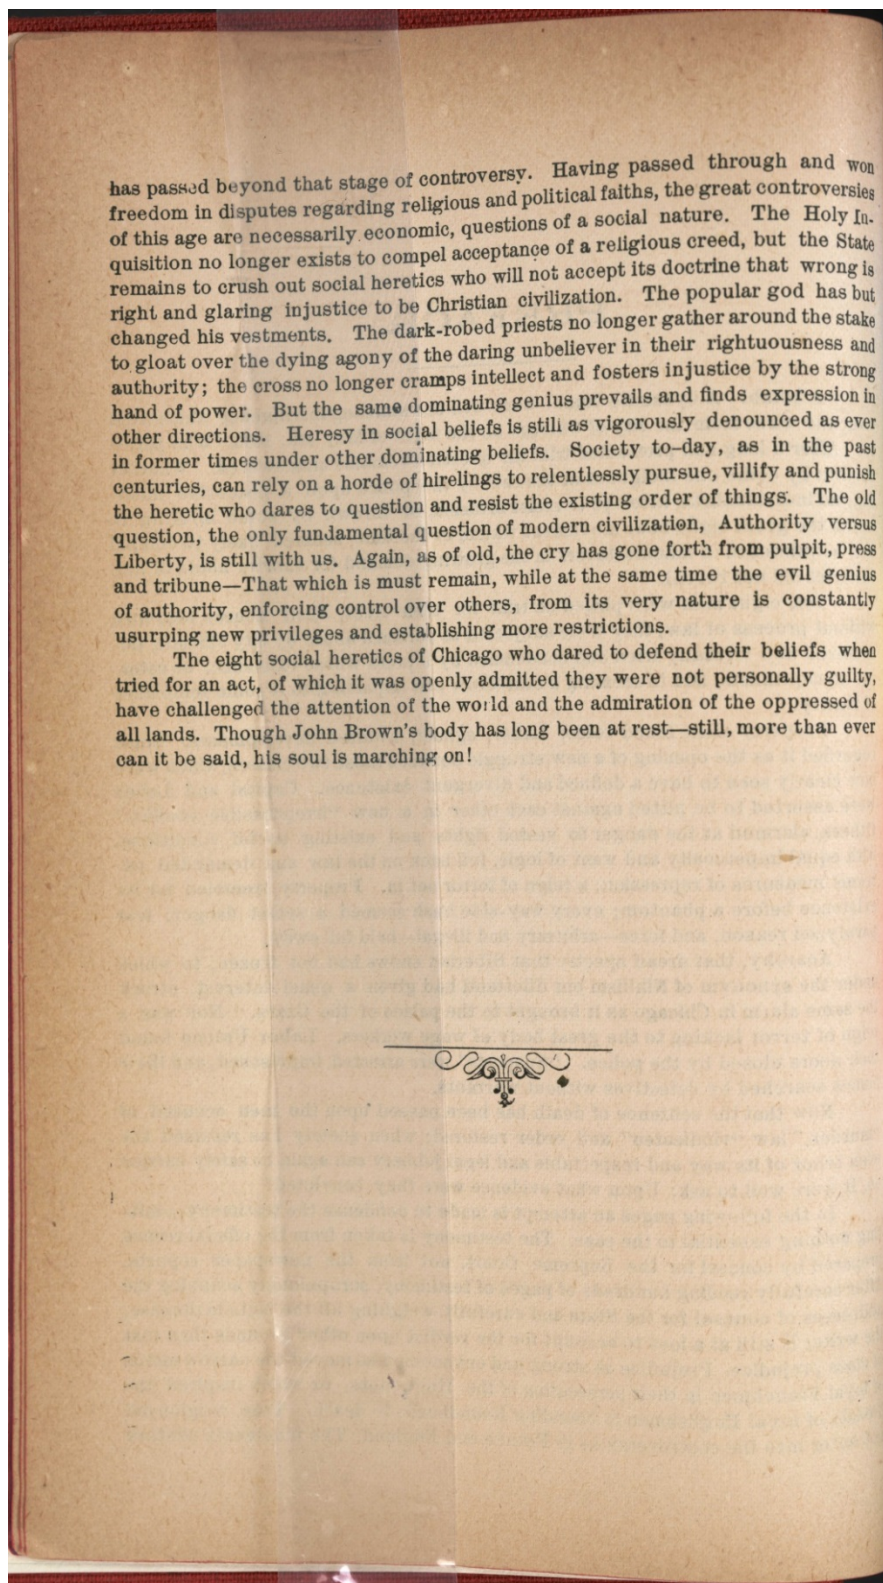 has passed beyond that stage of controversy. Having passed through and won
freedom in disputes regarding religious and political faiths, the great controversies
of this age are necessarily economic, questions of a social nature. The Holy In-
quisition no longer exists to compel acceptance of a religious creed, but the State
remains to crush out social heretics who will not accept its doctrine that wrong is
right and glaring injustice to be Christian civilization. The popular god has but
changed his vestments. The dark-robed priests no longer gather around the stake
to gloat over the dying agony of the daring unbeliever in their rightuousness and
authority; the cross no longer cramps intellect and fosters injustice by the strong
hand of power. But the same dominating genius prevails and finds expression in
other directions. Heresy in social beliefs is still as vigorously denounced as ever
in former times under other dominating beliefs. Society to-day, as in the past
centuries, can rely on a horde of hirelings to relentlessly pursue, villify and punish
the heretic who dares to question and resist the existing order of things. The old
question, the only fundamental question of modern civilization, Authority versus
Liberty, is still with us. Again, as of old, the cry has gone forth from pulpit, press
and tribune—That which is must remain, while at the same time the evil genius
of authority, enforcing control over others, from its very nature is constantly
usurping new privileges and establishing more restrictions.
The eight social heretics of Chicago who dared to defend their beliefs when
tried for an act, of which it was openly admitted they were not personally guilty,
have challenged the attention of the world and the admiration of the oppressed of
all lands. Though John Brown's body has long been at rest—still, more than ever
can it be said, his soul is marching on!